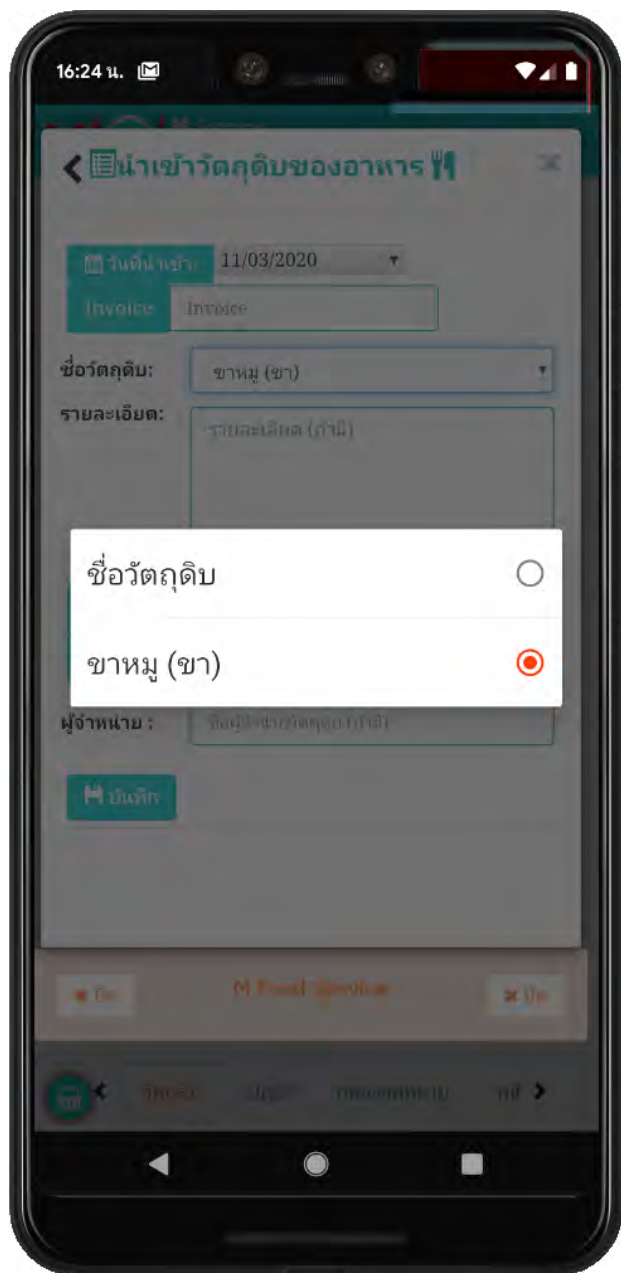 16:24 น.
นำเข้าวัตถุดิบของอาหาร
วันที่นำเข้า: 11/03/2020
Invoice Invoice
ชื่อวัตถุดิบ: ขาหมู (ขา)
รายละเอียด: รายละเอียด (ถ้ามี)
ชื่อวัตถุดิบ
ขาหมู (ขา)
ผู้จำหน่าย :
บันทึก
M Food Service
ปิด